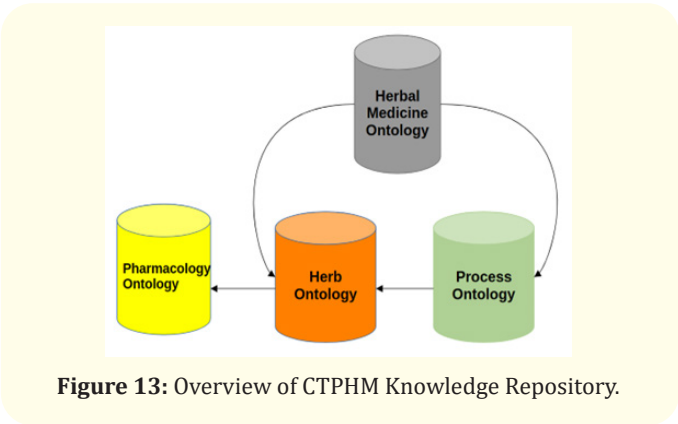 Herbal
Medicine
Ontology
Pharmacology
Ontology
Herb
Ontology
Process
Ontology
Figure 13: Overview of CTPHM Knowledge Repository.